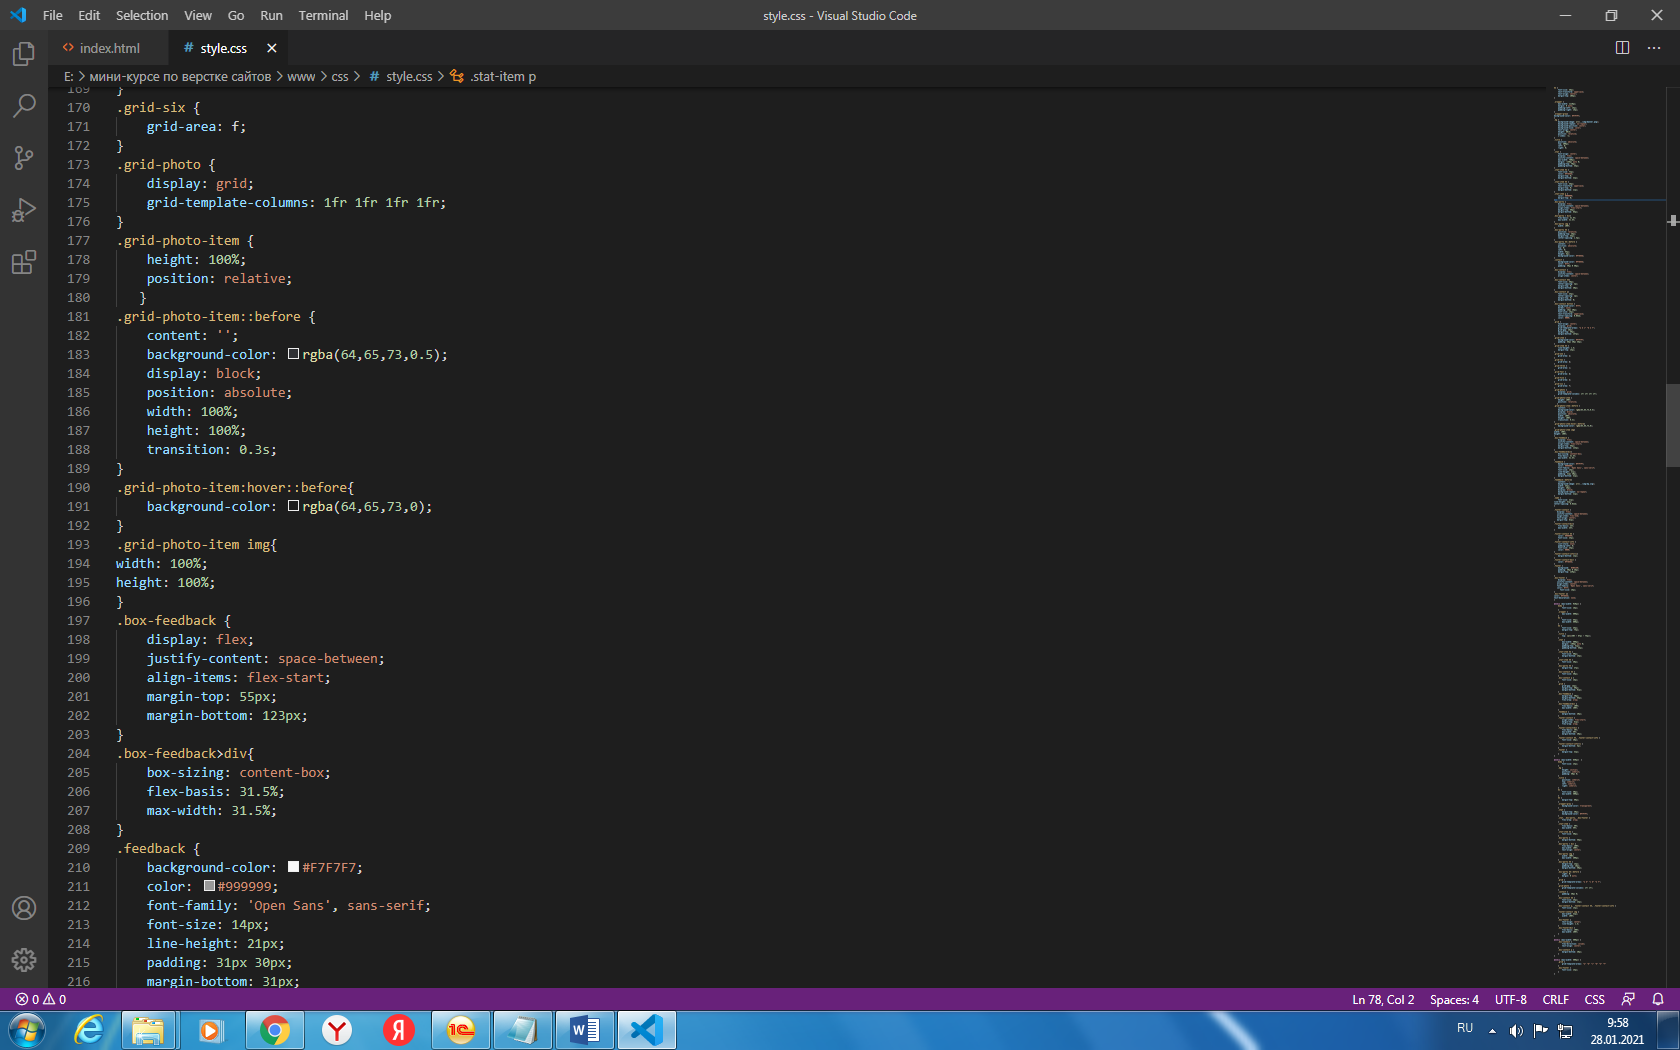 File Edit Selection View Go Run Terminal Help
style.css - Visual Studio Code
index.html
# style.css
E: > мини-курсе по верстке сайтов > www > css > # style.css > .stat-item p
169 }
170 .grid-six {
171 grid-area: f;
172 }
173 .grid-photo {
174 display: grid;
175 grid-template-columns: 1fr 1fr 1fr 1fr;
176 }
177 .grid-photo-item {
178 height: 100%;
179 position: relative;
180 }
181 .grid-photo-item::before {
182 content: '';
183 background-color: rgba(64,65,73,0.5);
184 display: block;
185 position: absolute;
186 width: 100%;
187 height: 100%;
188 transition: 0.3s;
189 }
190 .grid-photo-item:hover::before{
191 background-color: rgba(64,65,73,0);
192 }
193 .grid-photo-item img{
194 width: 100%;
195 height: 100%;
196 }
197 .box-feedback {
198 display: flex;
199 justify-content: space-between;
200 align-items: flex-start;
201 margin-top: 55px;
202 margin-bottom: 123px;
203 }
204 .box-feedback>div{
205 box-sizing: content-box;
206 flex-basis: 31.5%;
207 max-width: 31.5%;
208 }
209 .feedback {
210 background-color: #F7F7F7;
211 color: #999999;
212 font-family: 'Open Sans', sans-serif;
213 font-size: 14px;
214 line-height: 21px;
215 padding: 31px 30px;
216 margin-bottom: 31px;
0 0
Ln 78, Col 2 Spaces: 4 UTF-8 CRLF CSS
RU
9:58
28.01.2021